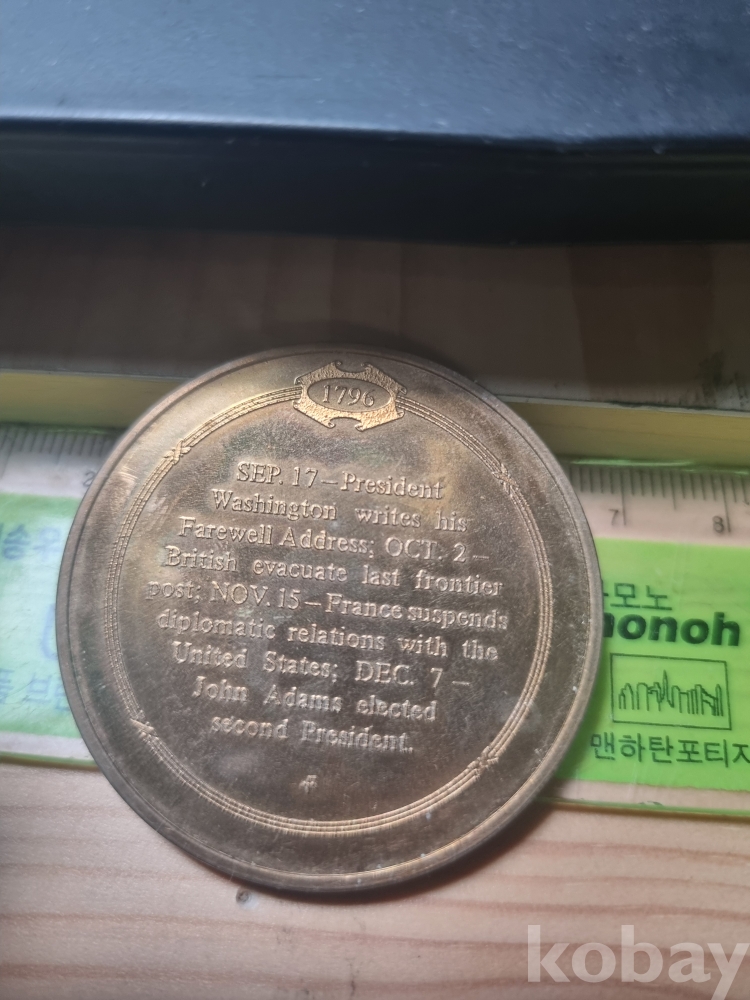 1796
SEP. 17 – President
Washington writes his
Farewell Address; OCT. 2 –
British evacuate last frontier
post; NOV. 15 – France suspends
diplomatic relations with the
United States; DEC. 7 –
John Adams elected
second President.
7 8
모노
monoh
맨하탄포티지
kobay